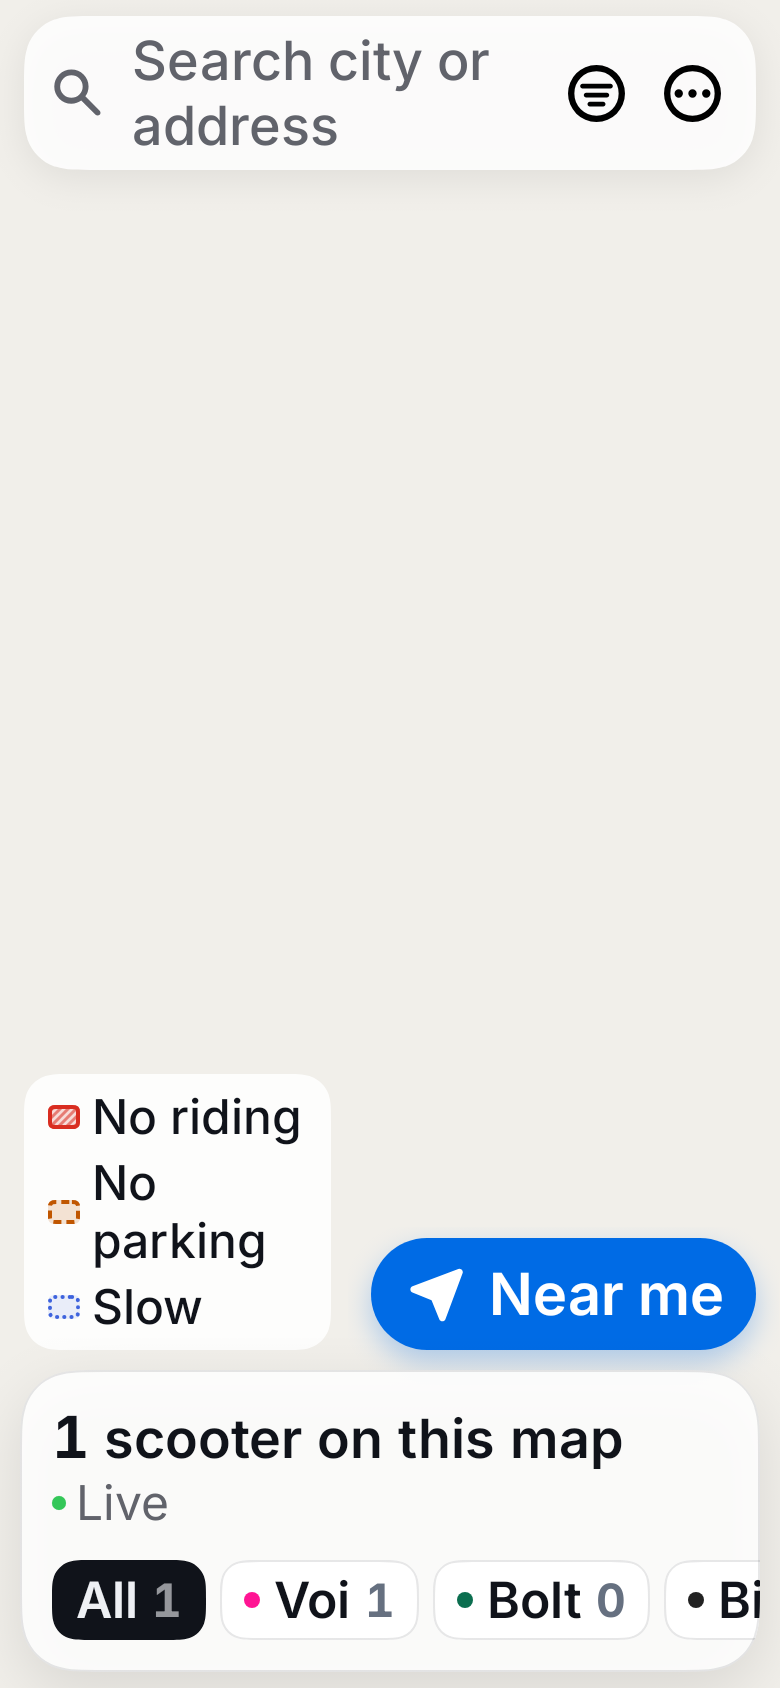 Search city or
address
No riding
No
parking
Slow
Near me
1 scooter on this map
Live
All 1
Voi 1
Bolt 0
Bi